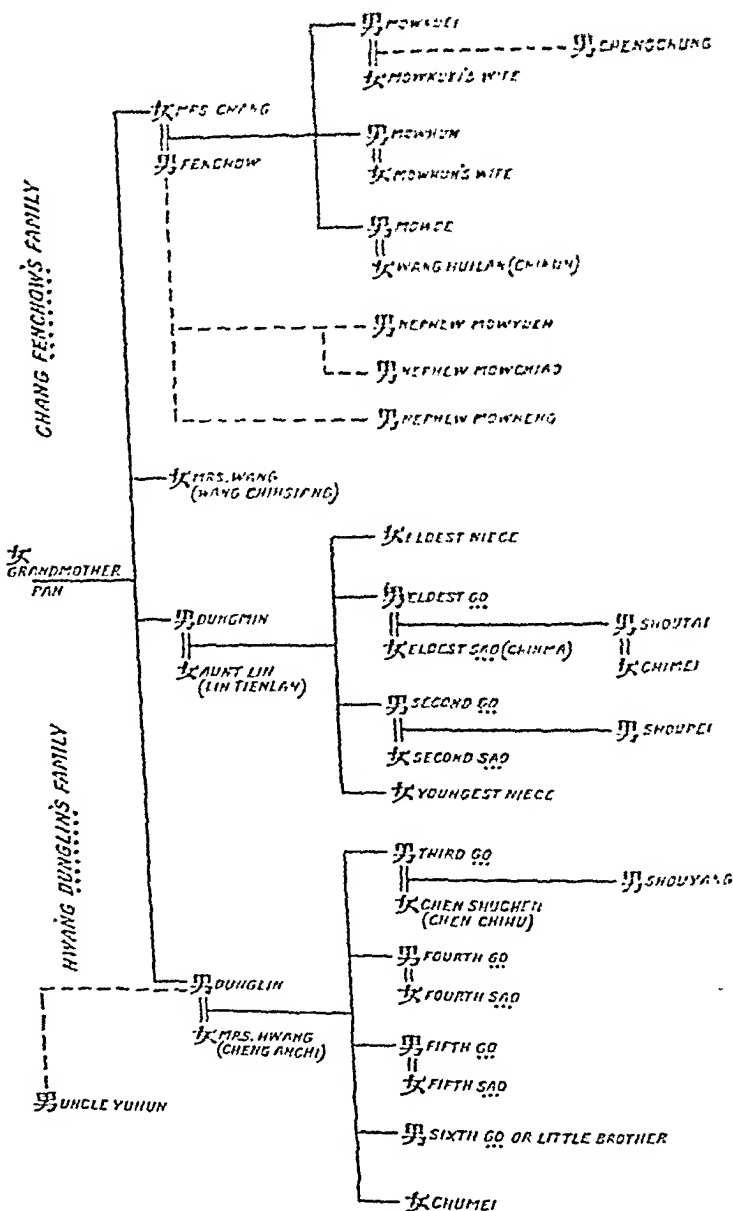 男 MOWKUEI
男 CHENGCHUNG
女 MOWKUEI'S WIFE
女 MRS. CHANG
男 FENCHOW
男 MOWHUN
女 MOWHUN'S WIFE
男 MOWDE
女 WANG HUILAN (CHIKUN)
男 NEPHEW MOWYUEH
男 NEPHEW MOWCHIAO
男 NEPHEW MOWHENG
CHANG FENCHOW'S FAMILY
女 MRS. WANG
(WANG CHIHSIANG)
女
GRANDMOTHER
PAN
女 ELDEST NIECE
男 DUNGMIN
女 AUNT LIN
(LIN TIENLAN)
男 ELDEST GO
女 ELDEST SAO (CHINMA)
男 SHOUTAI
女 CHIMEI
男 SECOND GO
女 SECOND SAO
男 SHOUPEI
女 YOUNGEST NIECE
HWANG DUNGLIN'S FAMILY
男 THIRD GO
女 CHEN SHUCHEN
(CHEN CHIHU)
男 SHOUYANG
男 DUNGLIN
女 MRS. HWANG
(CHENG ANCHI)
男 FOURTH GO
女 FOURTH SAO
男 FIFTH GO
女 FIFTH SAO
男 UNCLE YUHUN
男 SIXTH GO OR LITTLE BROTHER
女 CHUMEI